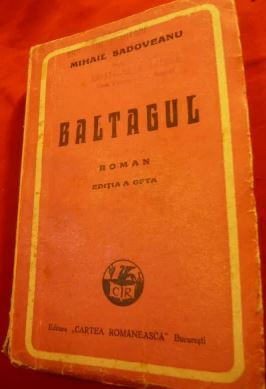 MIHAIL SADOVEANU
BALTAGUL
ROMAN
EDIȚIA A OPTA
CR
Editura „CARTEA ROMÂNEASCĂ" București